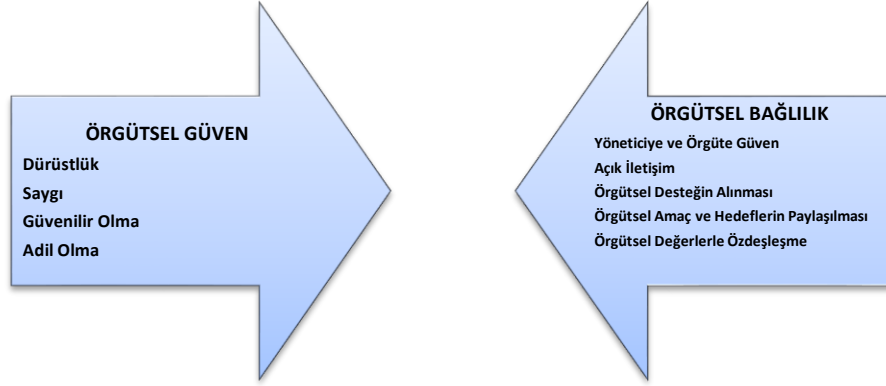 ÖRGÜTSEL GÜVEN
Dürüstlük
Saygı
Güvenilir Olma
Adil Olma
ÖRGÜTSEL BAĞLILIK
Yöneticiye ve Örgüte Güven
Açık İletişim
Örgütsel Desteğin Alınması
Örgütsel Amaç ve Hedeflerin Paylaşılması
Örgütsel Değerlerle Özdeşleşme